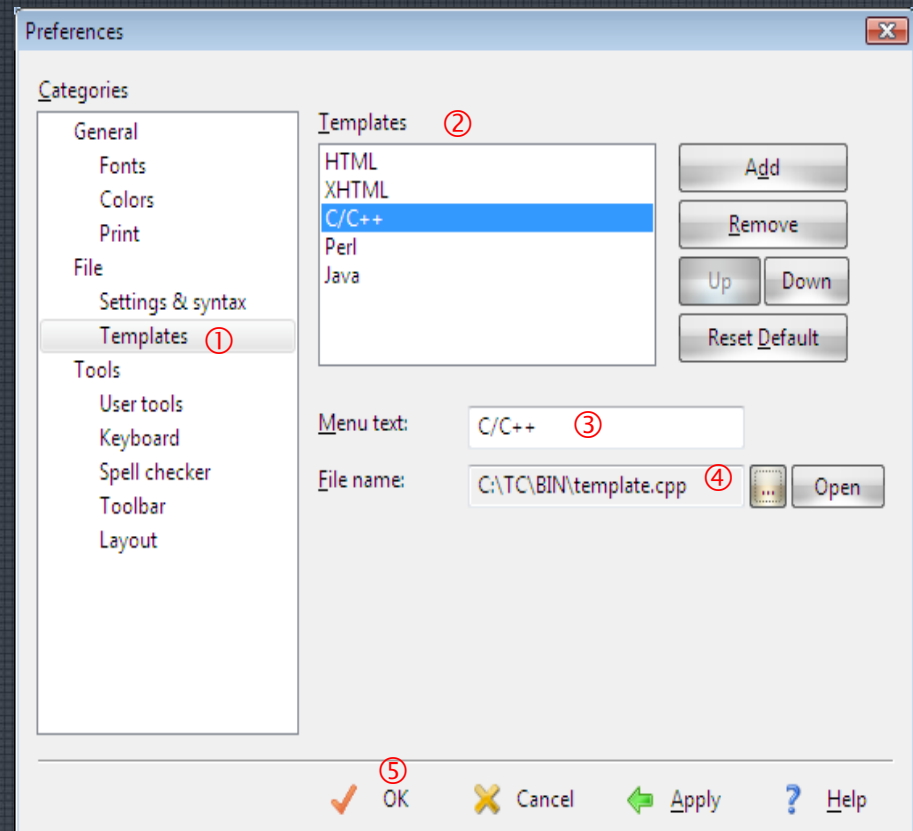 Preferences
Categories
General
Fonts
Colors
Print
File
Settings & syntax
Templates ①
Tools
User tools
Keyboard
Spell checker
Toolbar
Layout
Templates ②
HTML
XHTML
C/C++
Perl
Java
Add
Remove
Up Down
Reset Default
Menu text: C/C++ ③
File name: C:\TC\BIN\template.cpp ④ ... Open
⑤
OK Cancel Apply ? Help